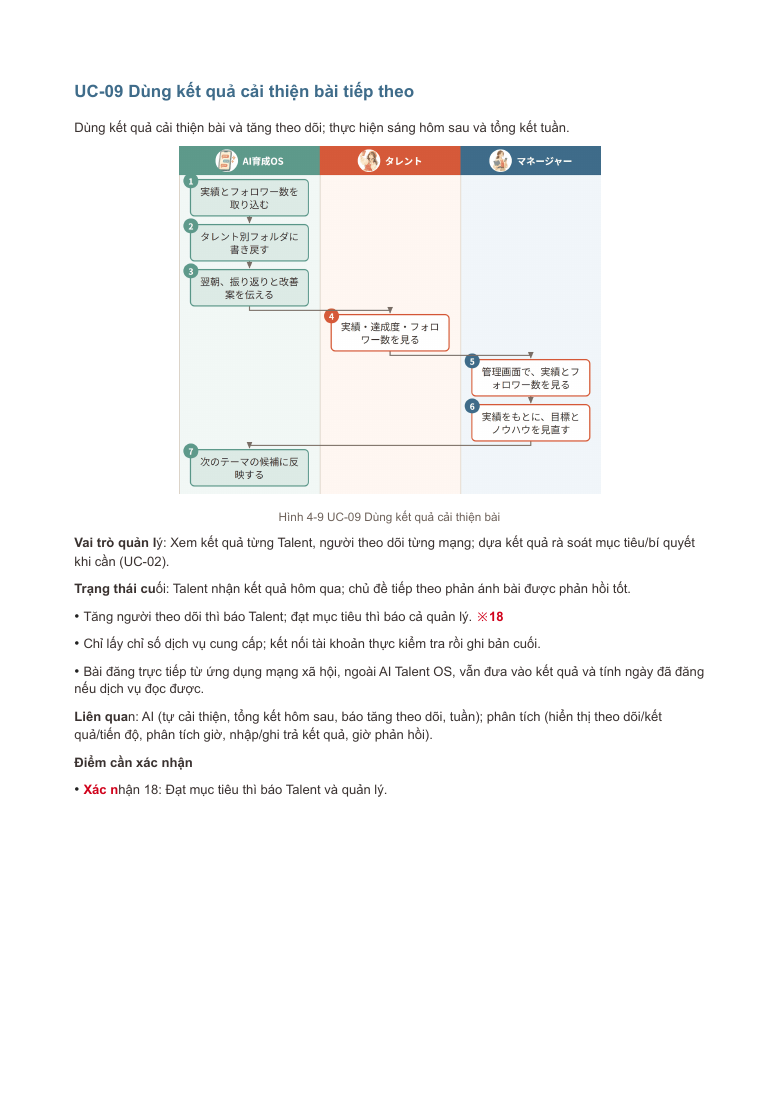 UC-09 Dùng kết quả cải thiện bài tiếp theo
Dùng kết quả cải thiện bài và tăng theo dõi; thực hiện sáng hôm sau và tổng kết tuần.
AI育成OS
タレント
マネージャー
1
実績とフォロワー数を
取り込む
2
タレント別フォルダに
書き戻す
3
翌朝、振り返りと改善
案を伝える
4
実績・達成度・フォロ
ワー数を見る
5
管理画面で、実績とフ
ォロワー数を見る
6
実績をもとに、目標と
ノウハウを見直す
7
次のテーマの候補に反
映する
Hình 4-9 UC-09 Dùng kết quả cải thiện bài
Vai trò quản lý: Xem kết quả từng Talent, người theo dõi từng mạng; dựa kết quả rà soát mục tiêu/bí quyết
khi cần (UC-02).
Trạng thái cuối: Talent nhận kết quả hôm qua; chủ đề tiếp theo phản ánh bài được phản hồi tốt.
• Tăng người theo dõi thì báo Talent; đạt mục tiêu thì báo cả quản lý. ※18
• Chỉ lấy chỉ số dịch vụ cung cấp; kết nối tài khoản thực kiểm tra rồi ghi bản cuối.
• Bài đăng trực tiếp từ ứng dụng mạng xã hội, ngoài AI Talent OS, vẫn đưa vào kết quả và tính ngày đã đăng
nếu dịch vụ đọc được.
Liên quan: AI (tự cải thiện, tổng kết hôm sau, báo tăng theo dõi, tuần); phân tích (hiển thị theo dõi/kết
quả/tiến độ, phân tích giờ, nhập/ghi trả kết quả, giờ phản hồi).
Điểm cần xác nhận
• Xác nhận 18: Đạt mục tiêu thì báo Talent và quản lý.